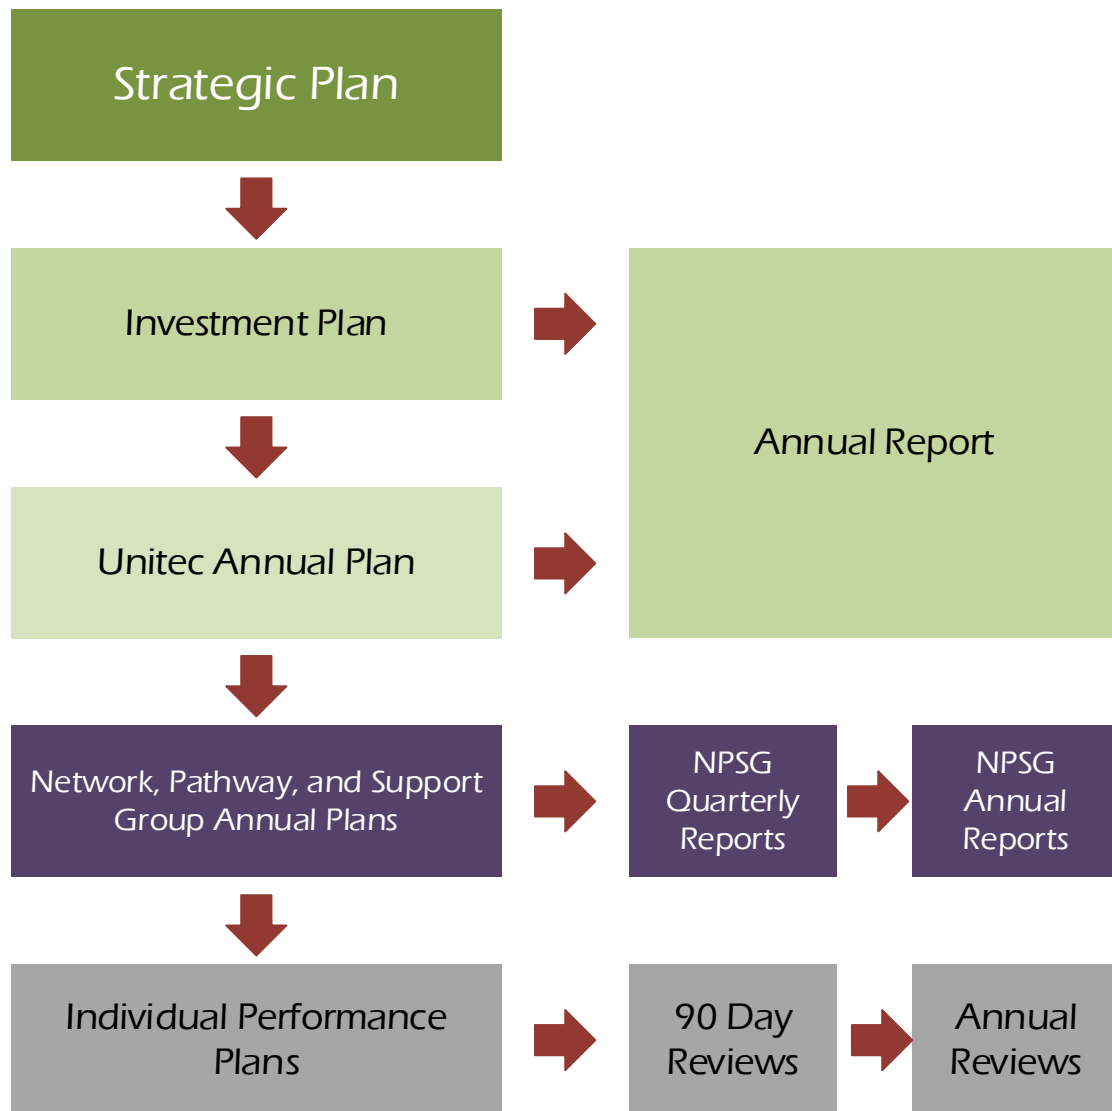 Strategic Plan
Investment Plan
Annual Report
Unitec Annual Plan
Network, Pathway, and Support
Group Annual Plans
NPSG
Quarterly
Reports
NPSG
Annual
Reports
Individual Performance
Plans
90 Day
Reviews
Annual
Reviews